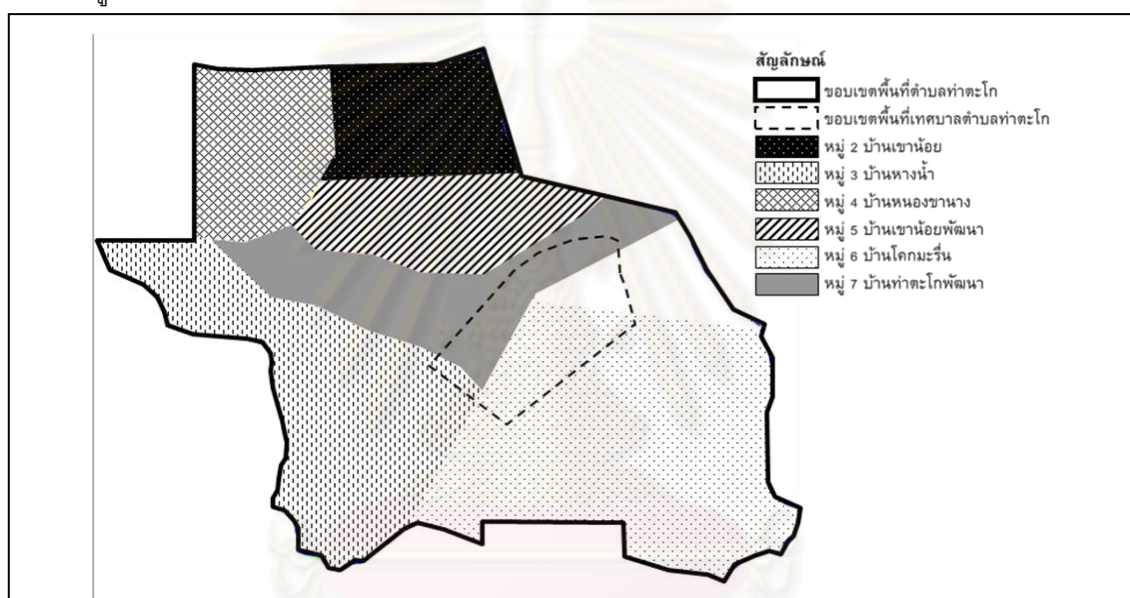 สัญลักษณ์
ขอบเขตพื้นที่ตำบลท่าตะโก
ขอบเขตพื้นที่เทศบาลตำบลท่าตะโก
หมู่ 2 บ้านเขาน้อย
หมู่ 3 บ้านหางน้ำ
หมู่ 4 บ้านหนองขานาง
หมู่ 5 บ้านเขาน้อยพัฒนา
หมู่ 6 บ้านโคกมะรื่น
หมู่ 7 บ้านท่าตะโกพัฒนา